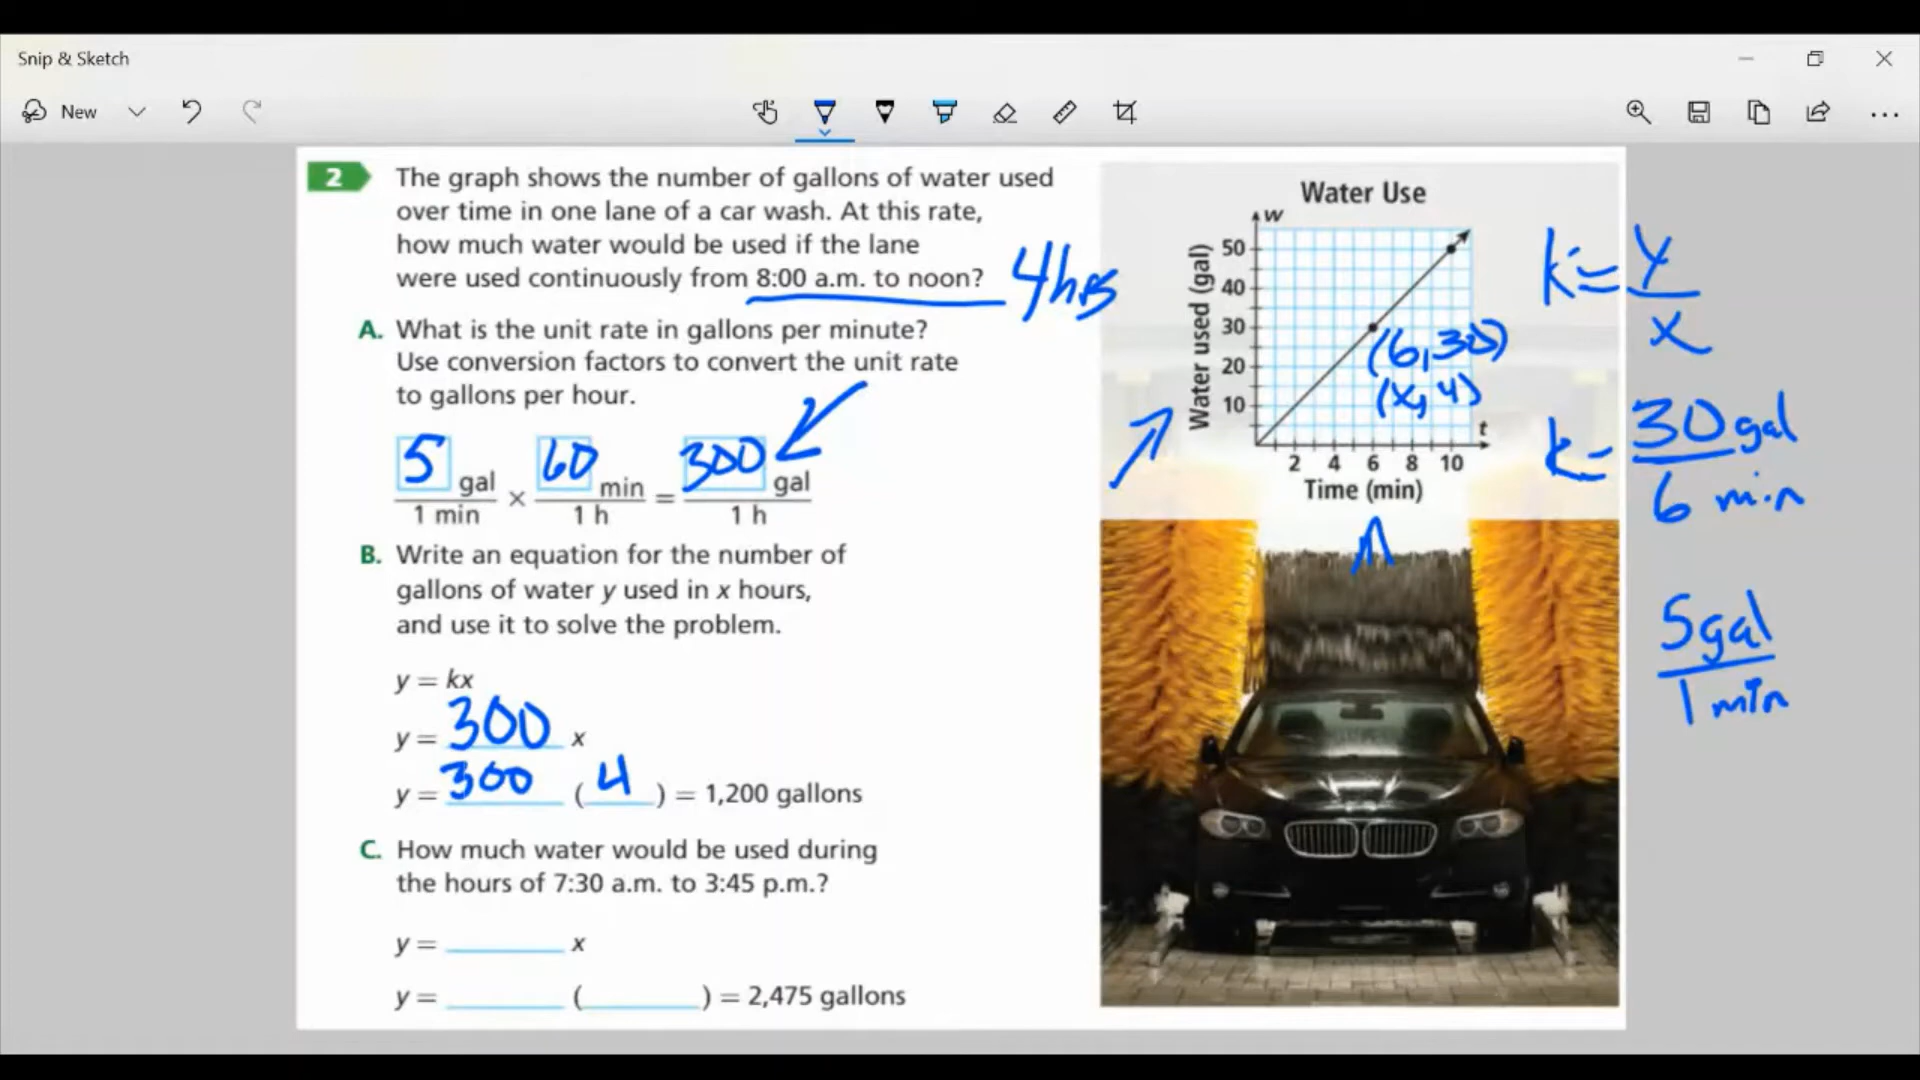 Snip & Sketch
New
2 The graph shows the number of gallons of water used
over time in one lane of a car wash. At this rate,
how much water would be used if the lane
were used continuously from 8:00 a.m. to noon? 4hrs
A. What is the unit rate in gallons per minute?
Use conversion factors to convert the unit rate
to gallons per hour.
5 gal / 1 min × 60 min / 1 h = 300 gal / 1 h
B. Write an equation for the number of
gallons of water y used in x hours,
and use it to solve the problem.
y = kx
y = 300 x
y = 300 ( 4 ) = 1,200 gallons
C. How much water would be used during
the hours of 7:30 a.m. to 3:45 p.m.?
y = x
y = ( ) = 2,475 gallons
Water Use
w
Water used (gal)
50
40
30
20
10
t
2 4 6 8 10
Time (min)
(6,30)
(x,y)
k = y / x
k = 30 gal / 6 min
5gal / 1 min